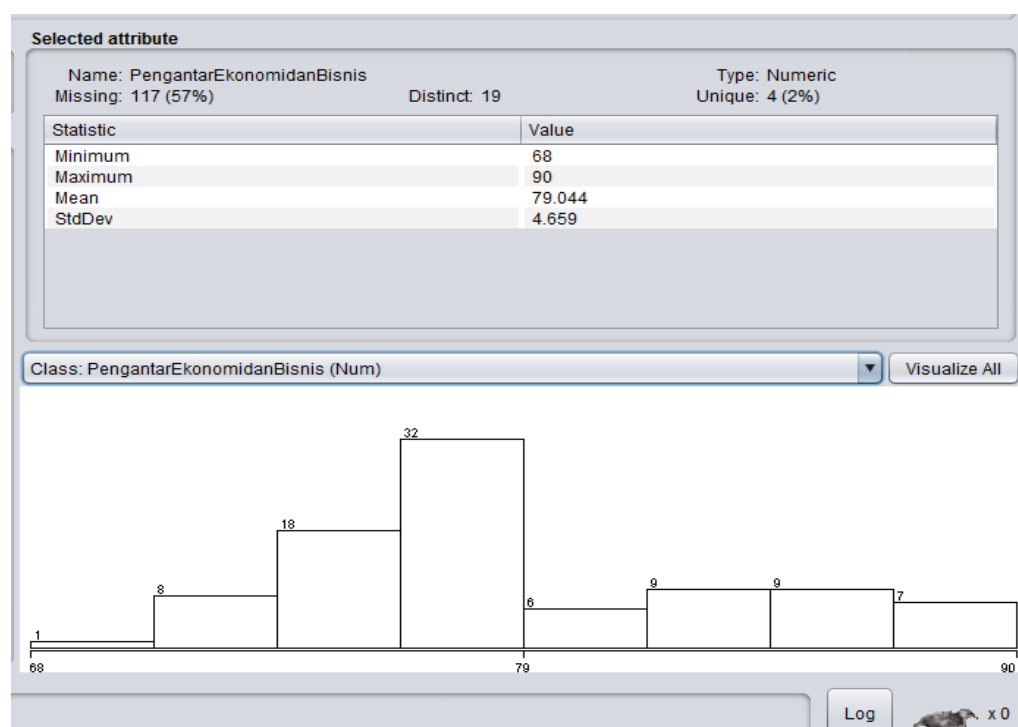 Selected attribute
Name: PengantarEkonomidanBisnis Type: Numeric
Missing: 117 (57%) Distinct: 19 Unique: 4 (2%)
Statistic Value
Minimum 68
Maximum 90
Mean 79.044
StdDev 4.659
Class: PengantarEkonomidanBisnis (Num) Visualize All
32
18
8 9 9
6 7
1
68 79 90
Log x 0